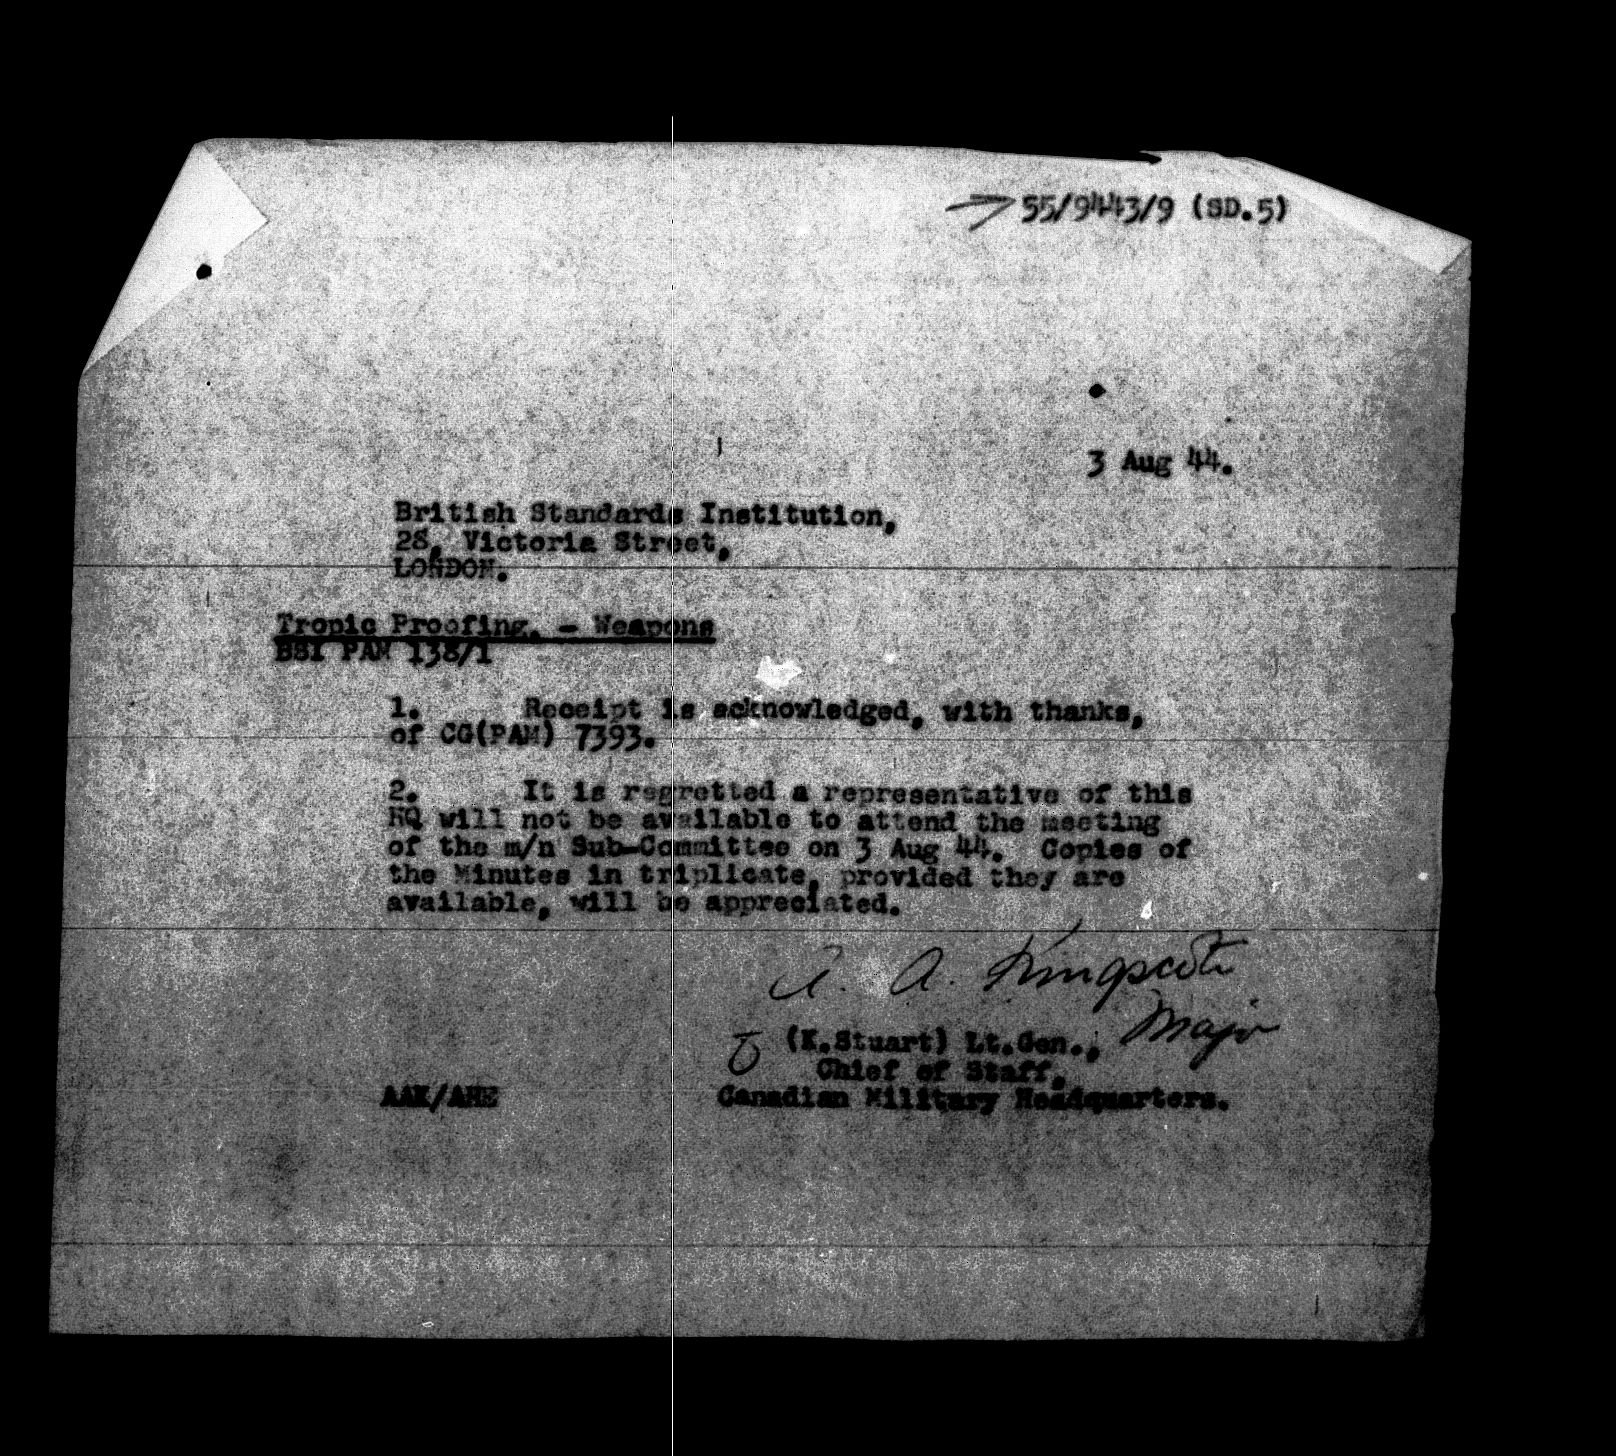 55/9443/9 (SD.5)
3 Aug 44.
British Standards Institution,
28, Victoria Street,
LONDON.
Tropic Proofing. - Weapons
BSI PAM 138/1
1. Receipt is acknowledged, with thanks,
of CG(PAM) 7393.
2. It is regretted a representative of this
HQ will not be available to attend the meeting
of the m/n Sub-Committee on 3 Aug 44. Copies of
the Minutes in triplicate, provided they are
available, will be appreciated.
A. A. Kingscote
Major
(K.Stuart) Lt.Gen.,
Chief of Staff,
AAK/AHE Canadian Military Headquarters.